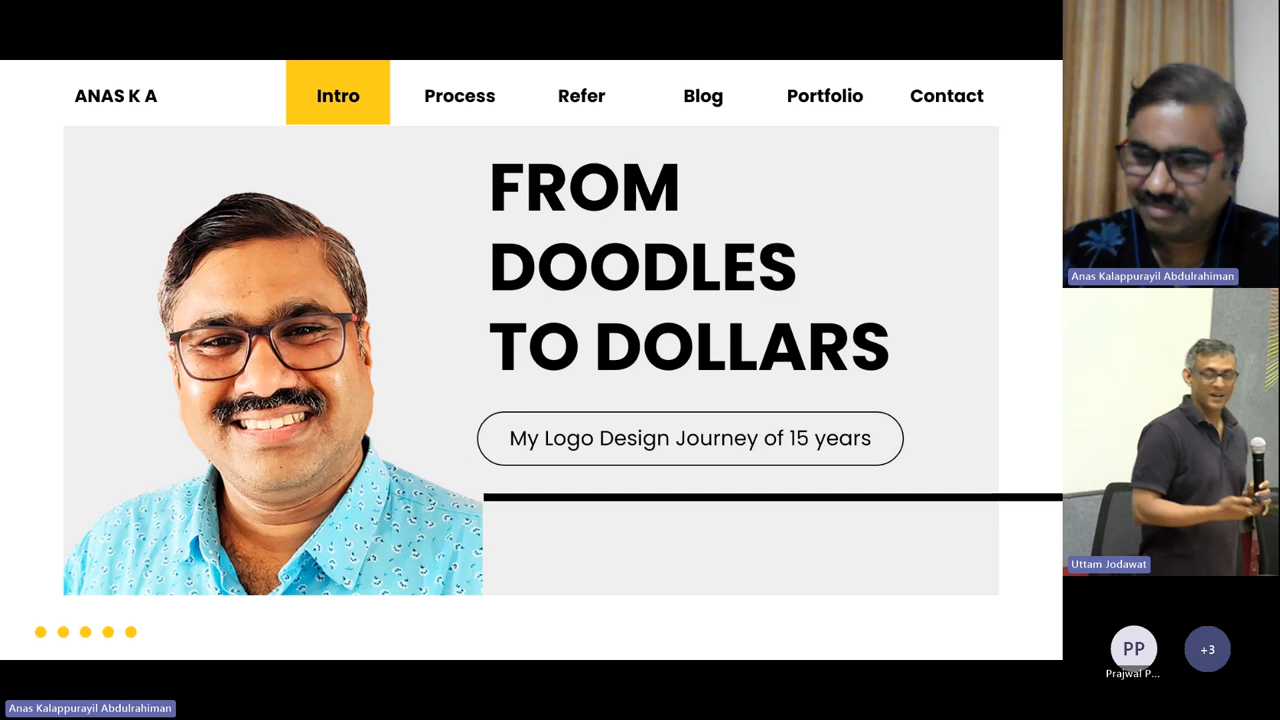 ANAS K A
Intro
Process
Refer
Blog
Portfolio
Contact
FROM
DOODLES
TO DOLLARS
My Logo Design Journey of 15 years
Anas Kalappurayil Abdulrahiman
Uttam Jodawat
PP
Prajwal P...
+3
Anas Kalappurayil Abdulrahiman